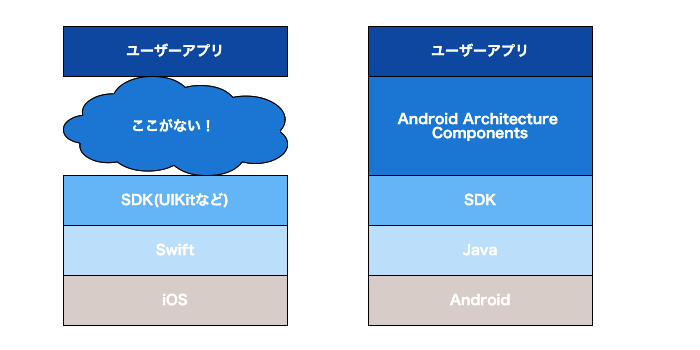 ユーザーアプリ
ここがない！
SDK(UIKitなど)
Swift
iOS
ユーザーアプリ
Android Architecture
Components
SDK
Java
Android